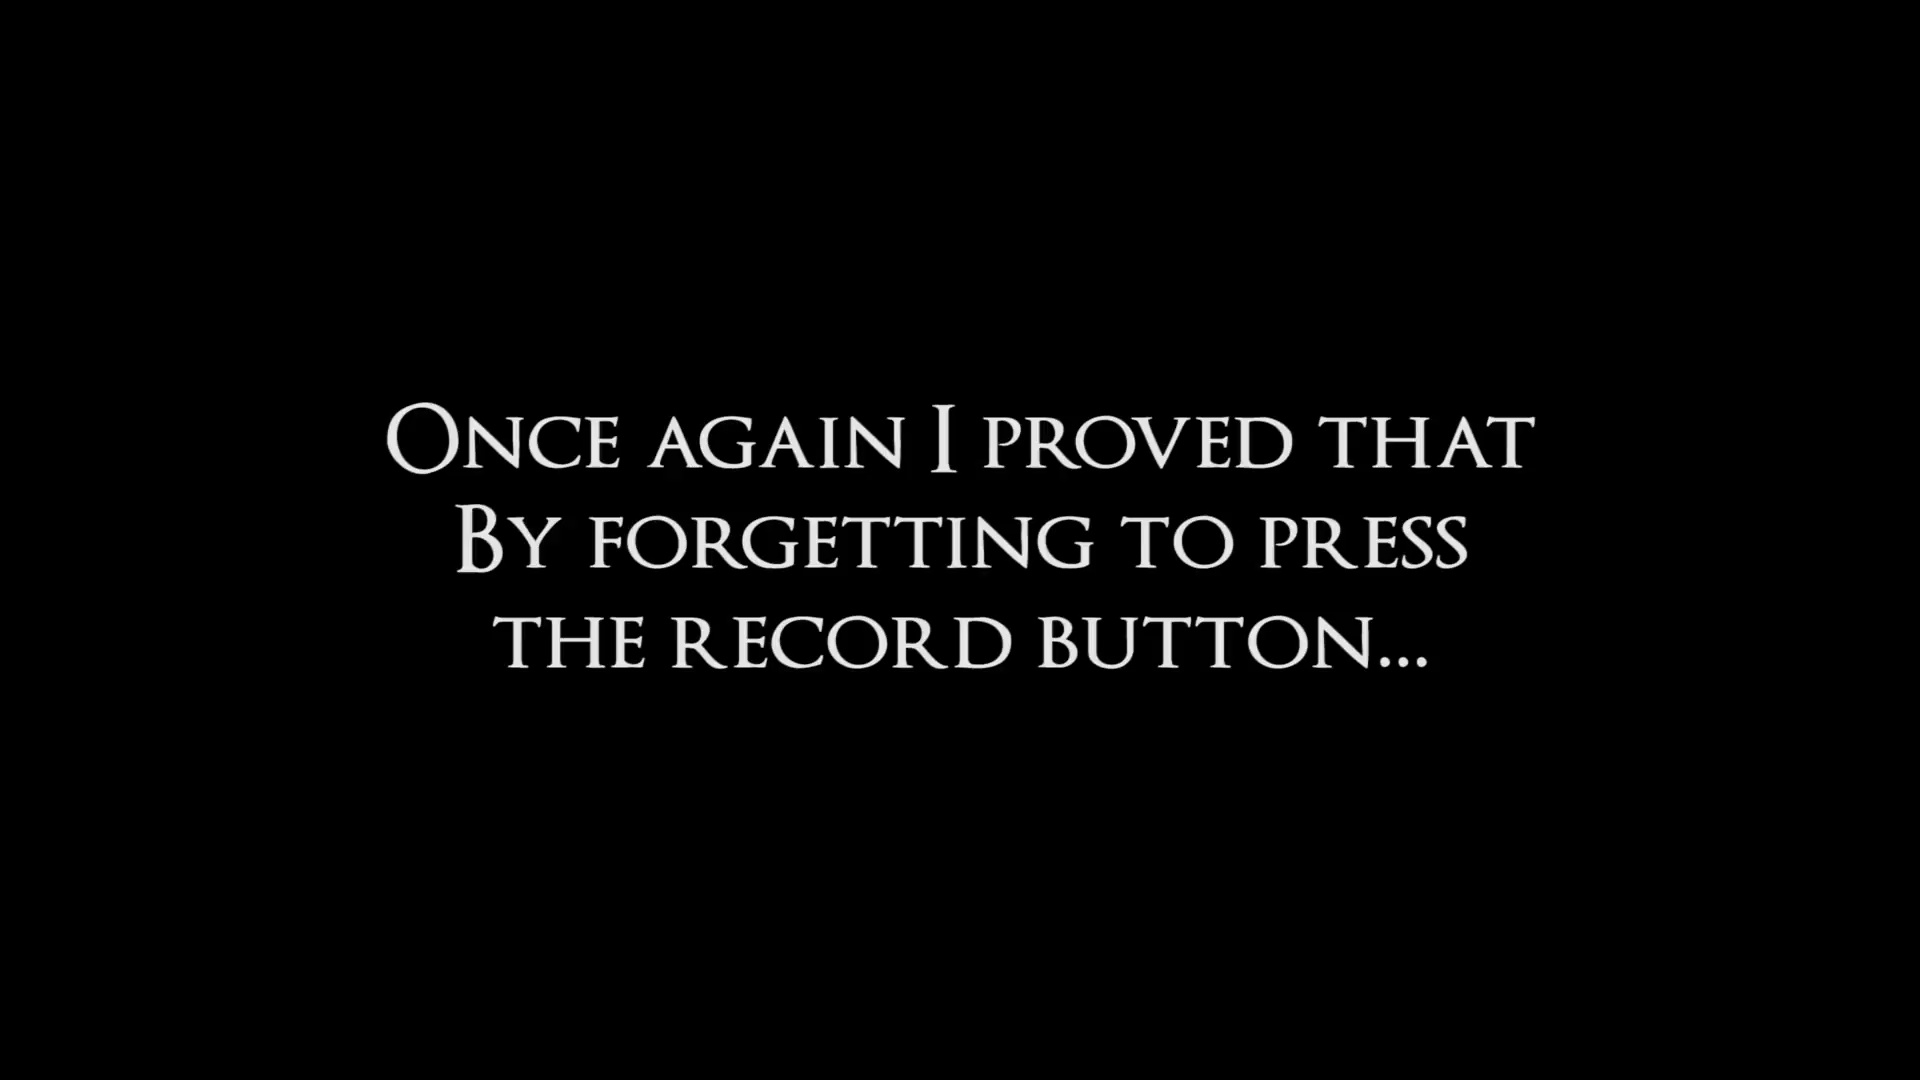 Once again I proved that
By forgetting to press
the record button...